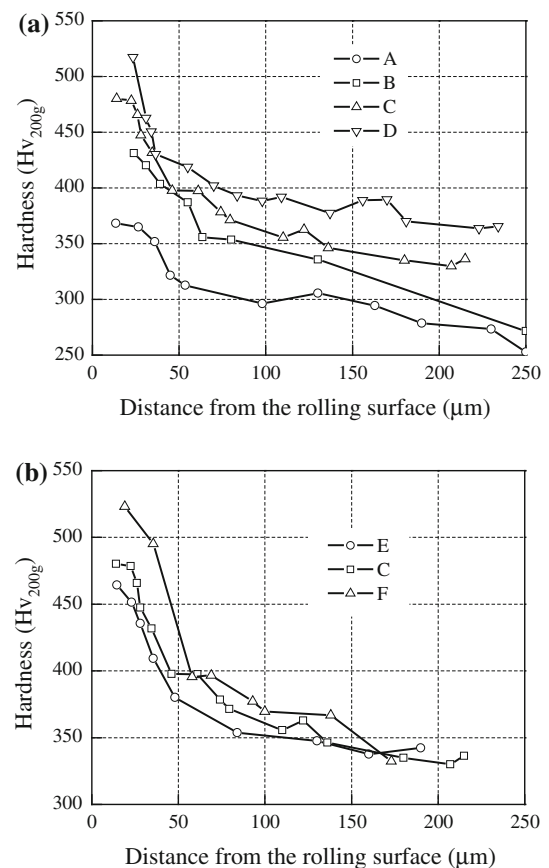 (a)
550
500
450
400
350
300
250
Hardness (Hv200g)
A
B
C
D
0 50 100 150 200 250
Distance from the rolling surface (μm)
(b)
550
500
450
400
350
300
Hardness (Hv200g)
E
C
F
0 50 100 150 200 250
Distance from the rolling surface (μm)